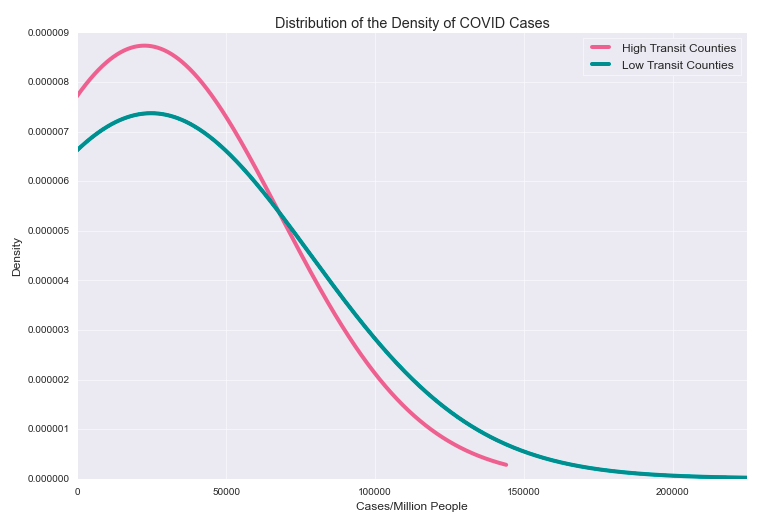 Distribution of the Density of COVID Cases
High Transit Counties
Low Transit Counties
0.000009
0.000008
0.000007
0.000006
0.000005
0.000004
0.000003
0.000002
0.000001
0.000000
Density
0 50000 100000 150000 200000
Cases/Million People